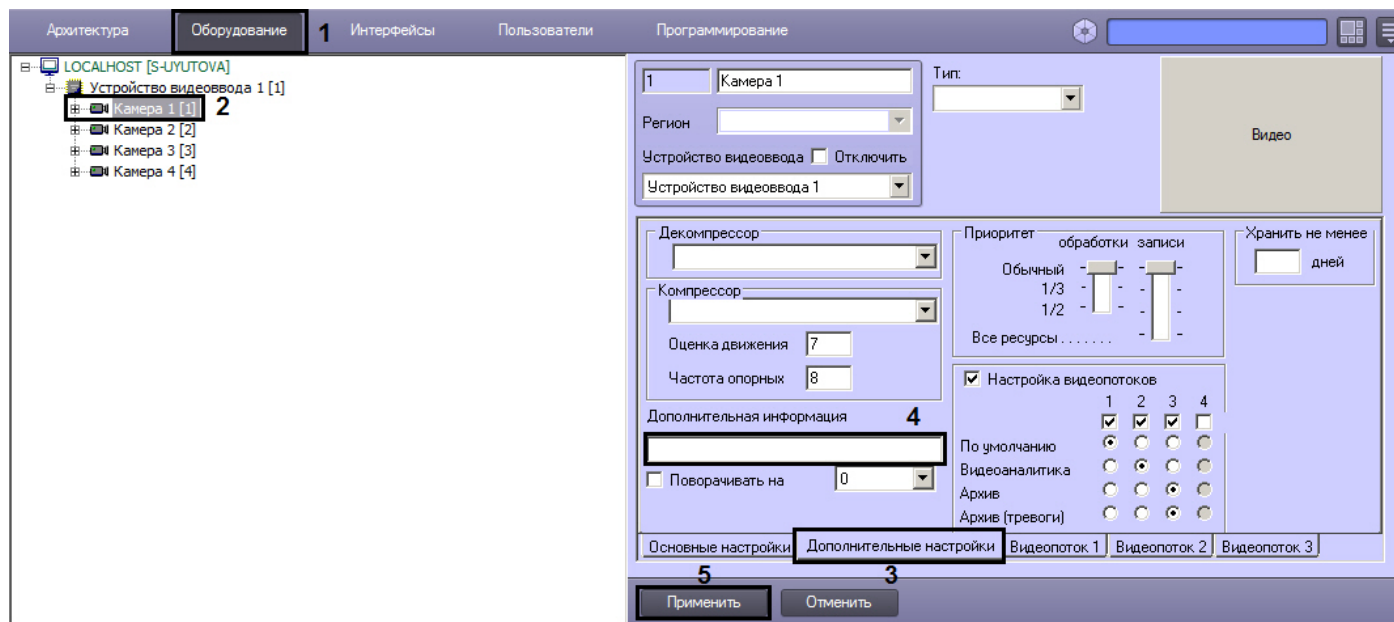 Архитектура Оборудование 1 Интерфейсы Пользователи Программирование
LOCALHOST [S-UYUTOVA]
Устройство видеоввода 1 [1]
Камера 1 [1] 2
Камера 2 [2]
Камера 3 [3]
Камера 4 [4]
1 Камера 1
Регион
Устройство видеоввода Отключить
Устройство видеоввода 1
Тип:
Видео
Декомпрессор
Компрессор
Оценка движения 7
Частота опорных 8
Дополнительная информация 4
Поворачивать на 0
Приоритет
обработки записи
Обычный
1/3
1/2
Все ресурсы . . . . . . .
Хранить не менее
дней
Настройка видеопотоков
1 2 3 4
По умолчанию
Видеоаналитика
Архив
Архив (тревоги)
Основные настройки Дополнительные настройки Видеопоток 1 Видеопоток 2 Видеопоток 3
5 3
Применить Отменить